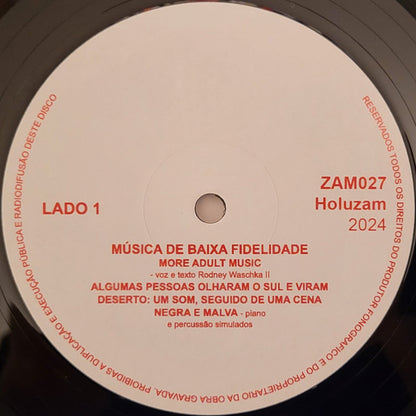 LADO 1
ZAM027
Holuzam
2024
MÚSICA DE BAIXA FIDELIDADE
MORE ADULT MUSIC
- voz e texto Rodney Waschka II
ALGUMAS PESSOAS OLHARAM O SUL E VIRAM
DESERTO: UM SOM, SEGUIDO DE UMA CENA
NEGRA E MALVA - piano
e percussão simulados
RESERVADOS TODOS OS DIREITOS DO PRODUTOR FONOGRÁFICO E DO PROPRIETÁRIO DA OBRA GRAVADA. PROIBIDAS A DUPLICAÇÃO E EXECUÇÃO PÚBLICA E RADIODIFUSÃO DESTE DISCO